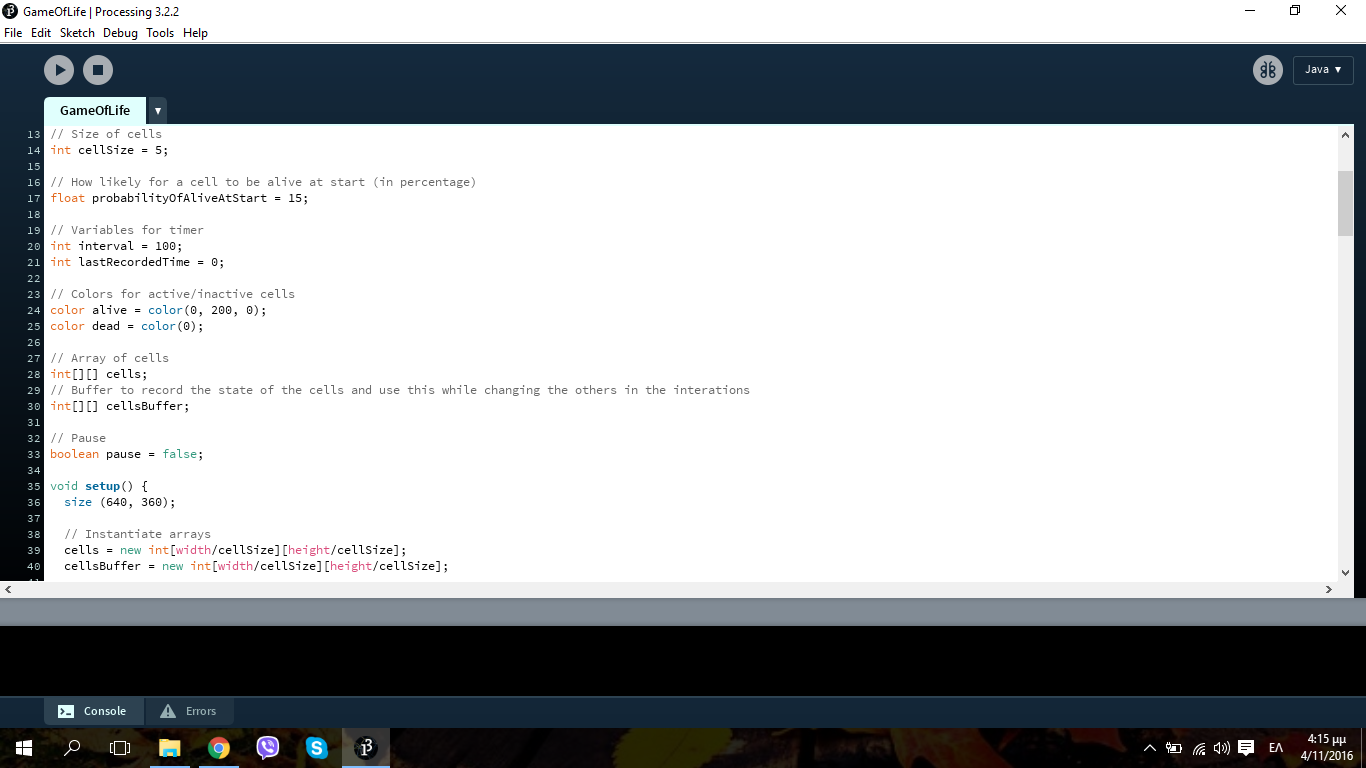 GameOfLife | Processing 3.2.2
File Edit Sketch Debug Tools Help
Java ▼
GameOfLife ▼
13 // Size of cells
14 int cellSize = 5;
15
16 // How likely for a cell to be alive at start (in percentage)
17 float probabilityOfAliveAtStart = 15;
18
19 // Variables for timer
20 int interval = 100;
21 int lastRecordedTime = 0;
22
23 // Colors for active/inactive cells
24 color alive = color(0, 200, 0);
25 color dead = color(0);
26
27 // Array of cells
28 int[][] cells;
29 // Buffer to record the state of the cells and use this while changing the others in the interations
30 int[][] cellsBuffer;
31
32 // Pause
33 boolean pause = false;
34
35 void setup() {
36 size (640, 360);
37
38 // Instantiate arrays
39 cells = new int[width/cellSize][height/cellSize];
40 cellsBuffer = new int[width/cellSize][height/cellSize];
Console Errors
ΕΛ
4:15 μμ
4/11/2016